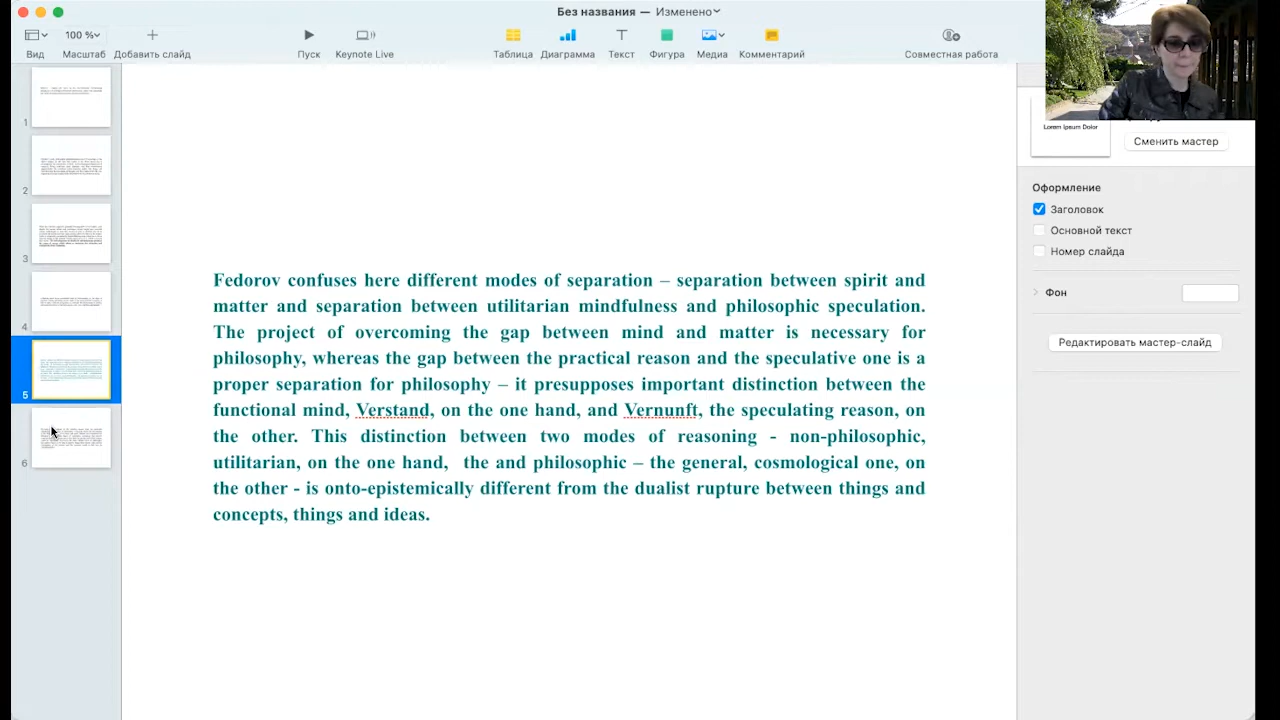 Без названия — Изменено
100 %
Вид
Масштаб
Добавить слайд
Пуск
Keynote Live
Таблица
Диаграмма
Текст
Фигура
Медиа
Комментарий
Совместная работа
1
2
3
4
5
6
Fedorov confuses here different modes of separation – separation between spirit and
matter and separation between utilitarian mindfulness and philosophic speculation.
The project of overcoming the gap between mind and matter is necessary for
philosophy, whereas the gap between the practical reason and the speculative one is a
proper separation for philosophy – it presupposes important distinction between the
functional mind, Verstand, on the one hand, and Vernunft, the speculating reason, on
the other. This distinction between two modes of reasoning - non-philosophic,
utilitarian, on the one hand, the and philosophic – the general, cosmological one, on
the other - is onto-epistemically different from the dualist rupture between things and
concepts, things and ideas.
Lorem Ipsum Dolor
Сменить мастер
Оформление
Заголовок
Основной текст
Номер слайда
Фон
Редактировать мастер-слайд